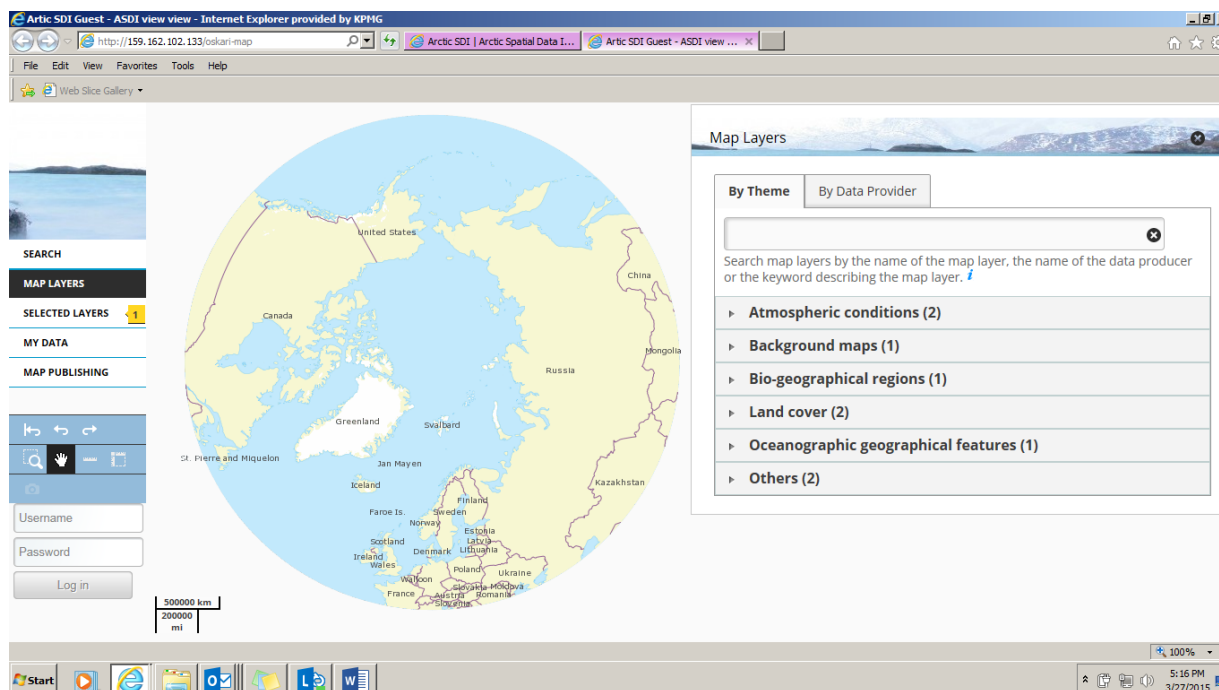 Artic SDI Guest - ASDI view view - Internet Explorer provided by KPMG
http://159.162.102.133/oskari-map
Arctic SDI | Arctic Spatial Data I...
Artic SDI Guest - ASDI view ...
File Edit View Favorites Tools Help
Web Slice Gallery
SEARCH
MAP LAYERS
SELECTED LAYERS 1
MY DATA
MAP PUBLISHING
Username
Password
Log in
United States
China
Canada
Mongolia
Russia
Greenland
Svalbard
St. Pierre and Miquelon
Jan Mayen
Iceland
Kazakhstan
Finland
Faroe Is.
Sweden
Norway
Estonia
Scotland
Latvia
Ireland
Denmark
Lithuania
Wales
Poland
Ukraine
Walloon
Slovakia
Moldova
France
Austria
Romania
Slovenia
500000 km
200000
mi
Map Layers
By Theme
By Data Provider
Search map layers by the name of the map layer, the name of the data producer
or the keyword describing the map layer. i
Atmospheric conditions (2)
Background maps (1)
Bio-geographical regions (1)
Land cover (2)
Oceanographic geographical features (1)
Others (2)
100%
Start
5:16 PM
3/27/2015